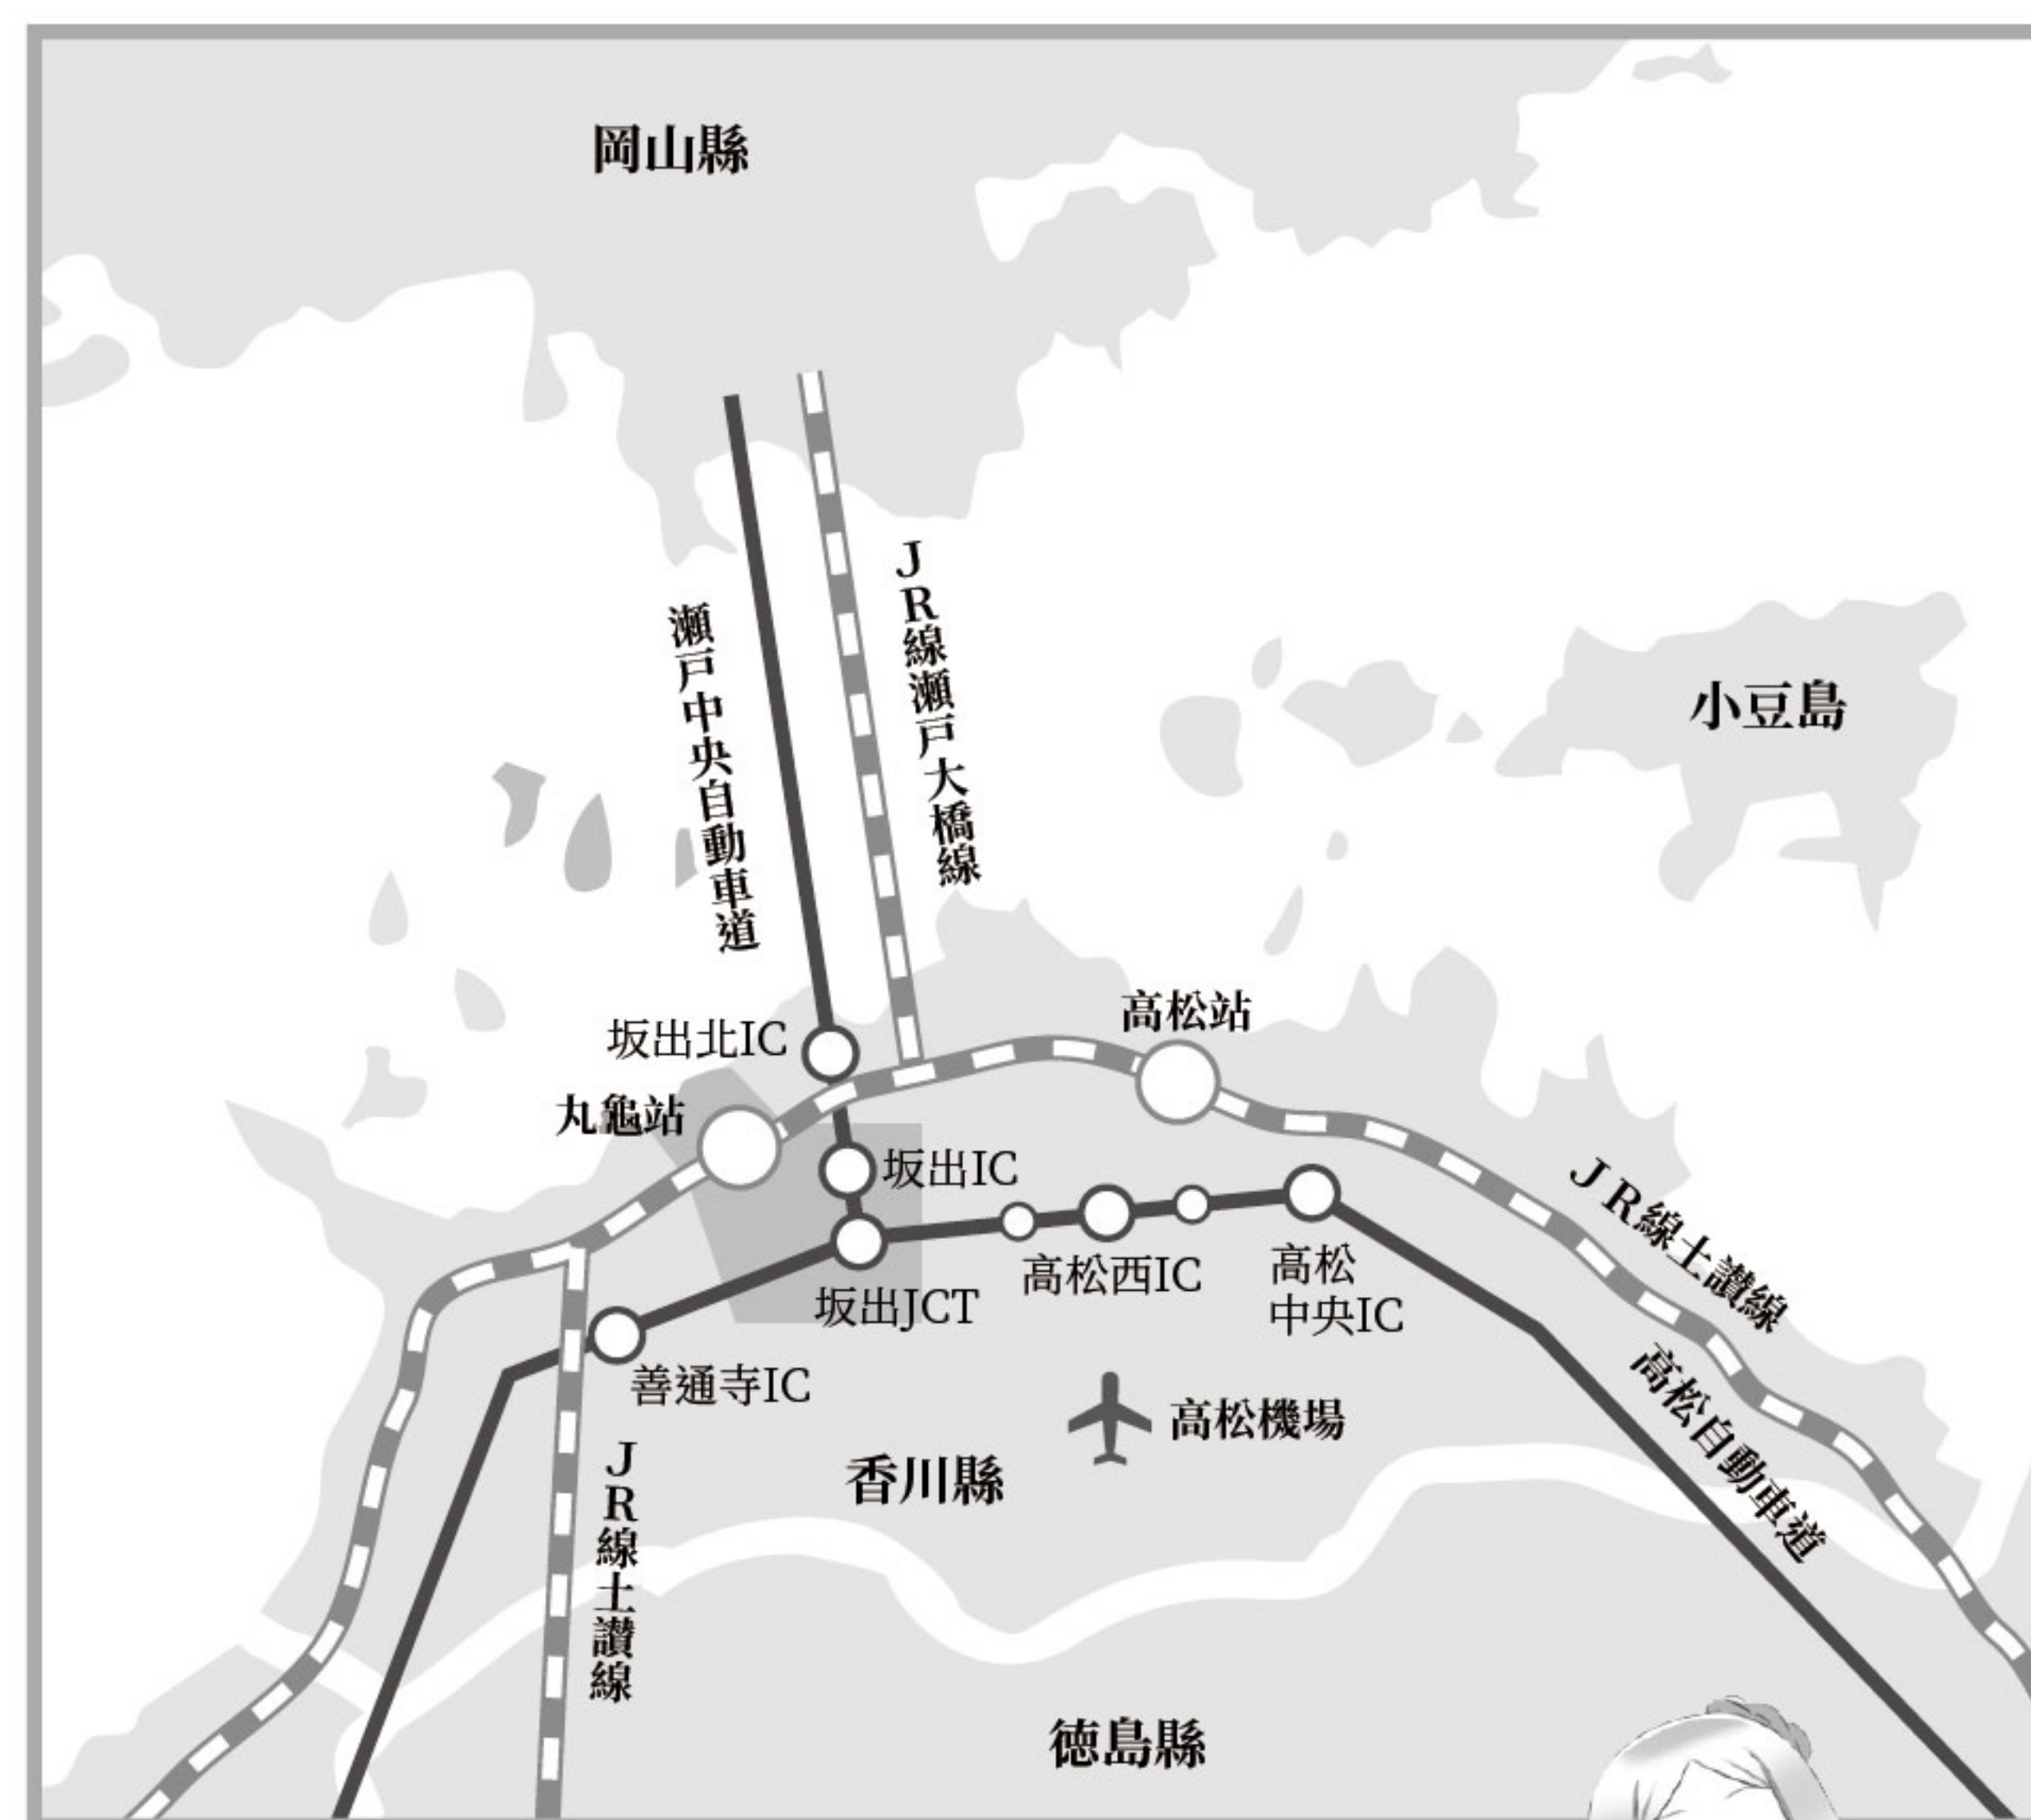 岡山縣
瀨戶中央自動車道
JR線瀨戶大橋線
小豆島
坂出北IC
高松站
丸龜站
坂出IC
高松西IC
高松
中央IC
坂出JCT
善通寺IC
JR線土讚線
高松自動車道
高松機場
香川縣
JR線土讚線
德島縣